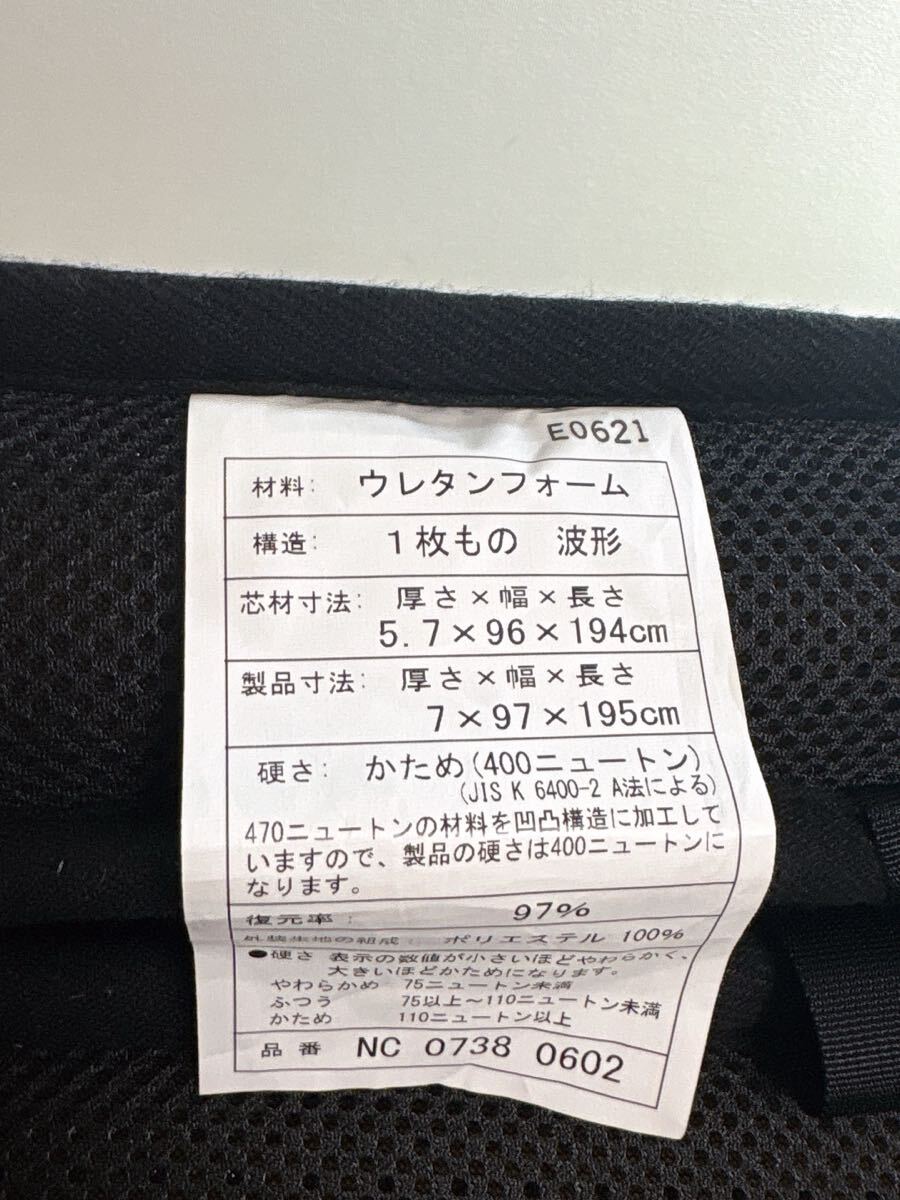 E0621
材料: ウレタンフォーム
構造: 1枚もの 波形
芯材寸法: 厚さ×幅×長さ
5.7×96×194cm
製品寸法: 厚さ×幅×長さ
7×97×195cm
硬さ: かため(400ニュートン)
(JIS K 6400-2 A法による)
470ニュートンの材料を凹凸構造に加工して
いますので、製品の硬さは400ニュートンに
なります。
復元率: 97%
外装生地の組成: ポリエステル 100%
●硬さ 表示の数値が小さいほどやわらかく、
大きいほどかためになります。
やわらかめ 75ニュートン未満
ふつう 75以上~110ニュートン未満
かため 110ニュートン以上
品番 NC 0738 0602